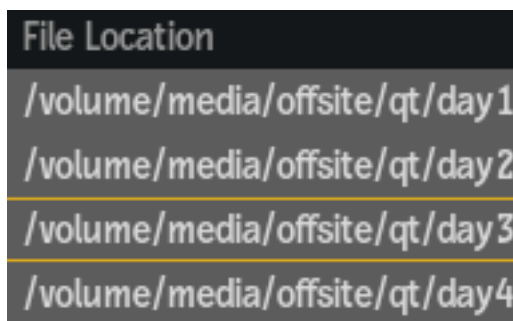 File Location
/volume/media/offsite/qt/day1
/volume/media/offsite/qt/day2
/volume/media/offsite/qt/day3
/volume/media/offsite/qt/day4